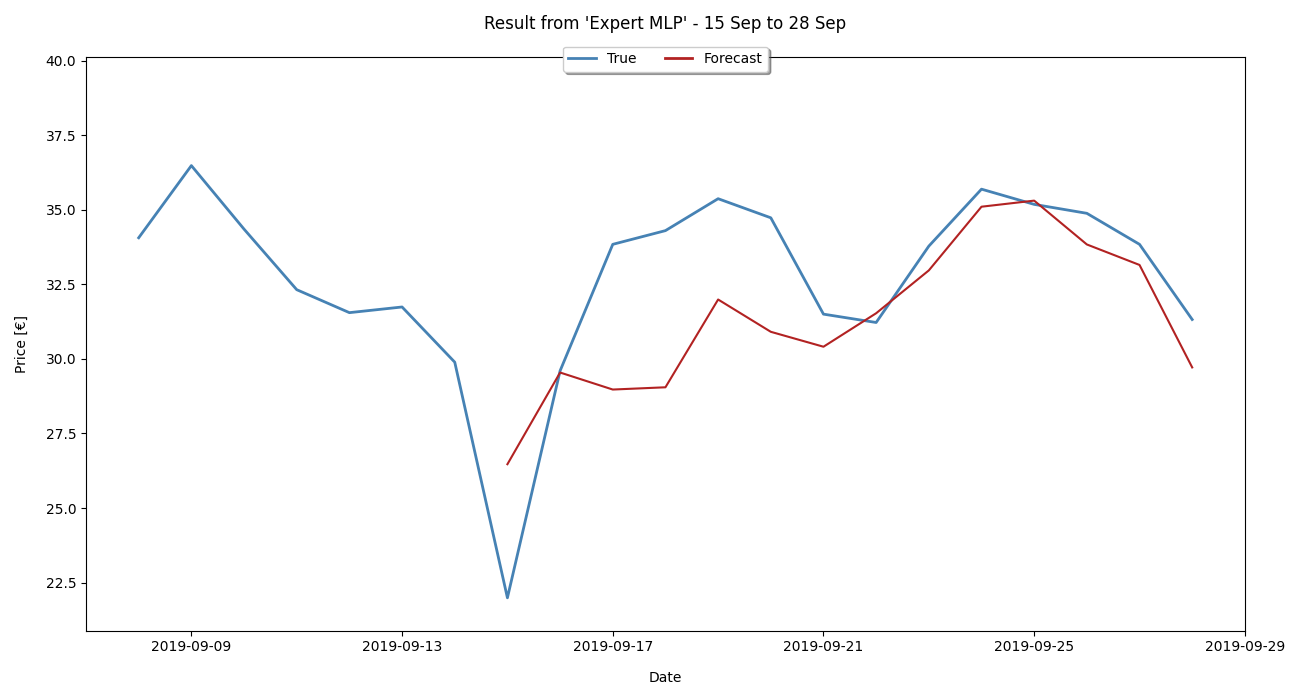 Result from 'Expert MLP' - 15 Sep to 28 Sep
True Forecast
40.0
37.5
35.0
32.5
30.0
27.5
25.0
22.5
Price [€]
2019-09-09 2019-09-13 2019-09-17 2019-09-21 2019-09-25 2019-09-29
Date